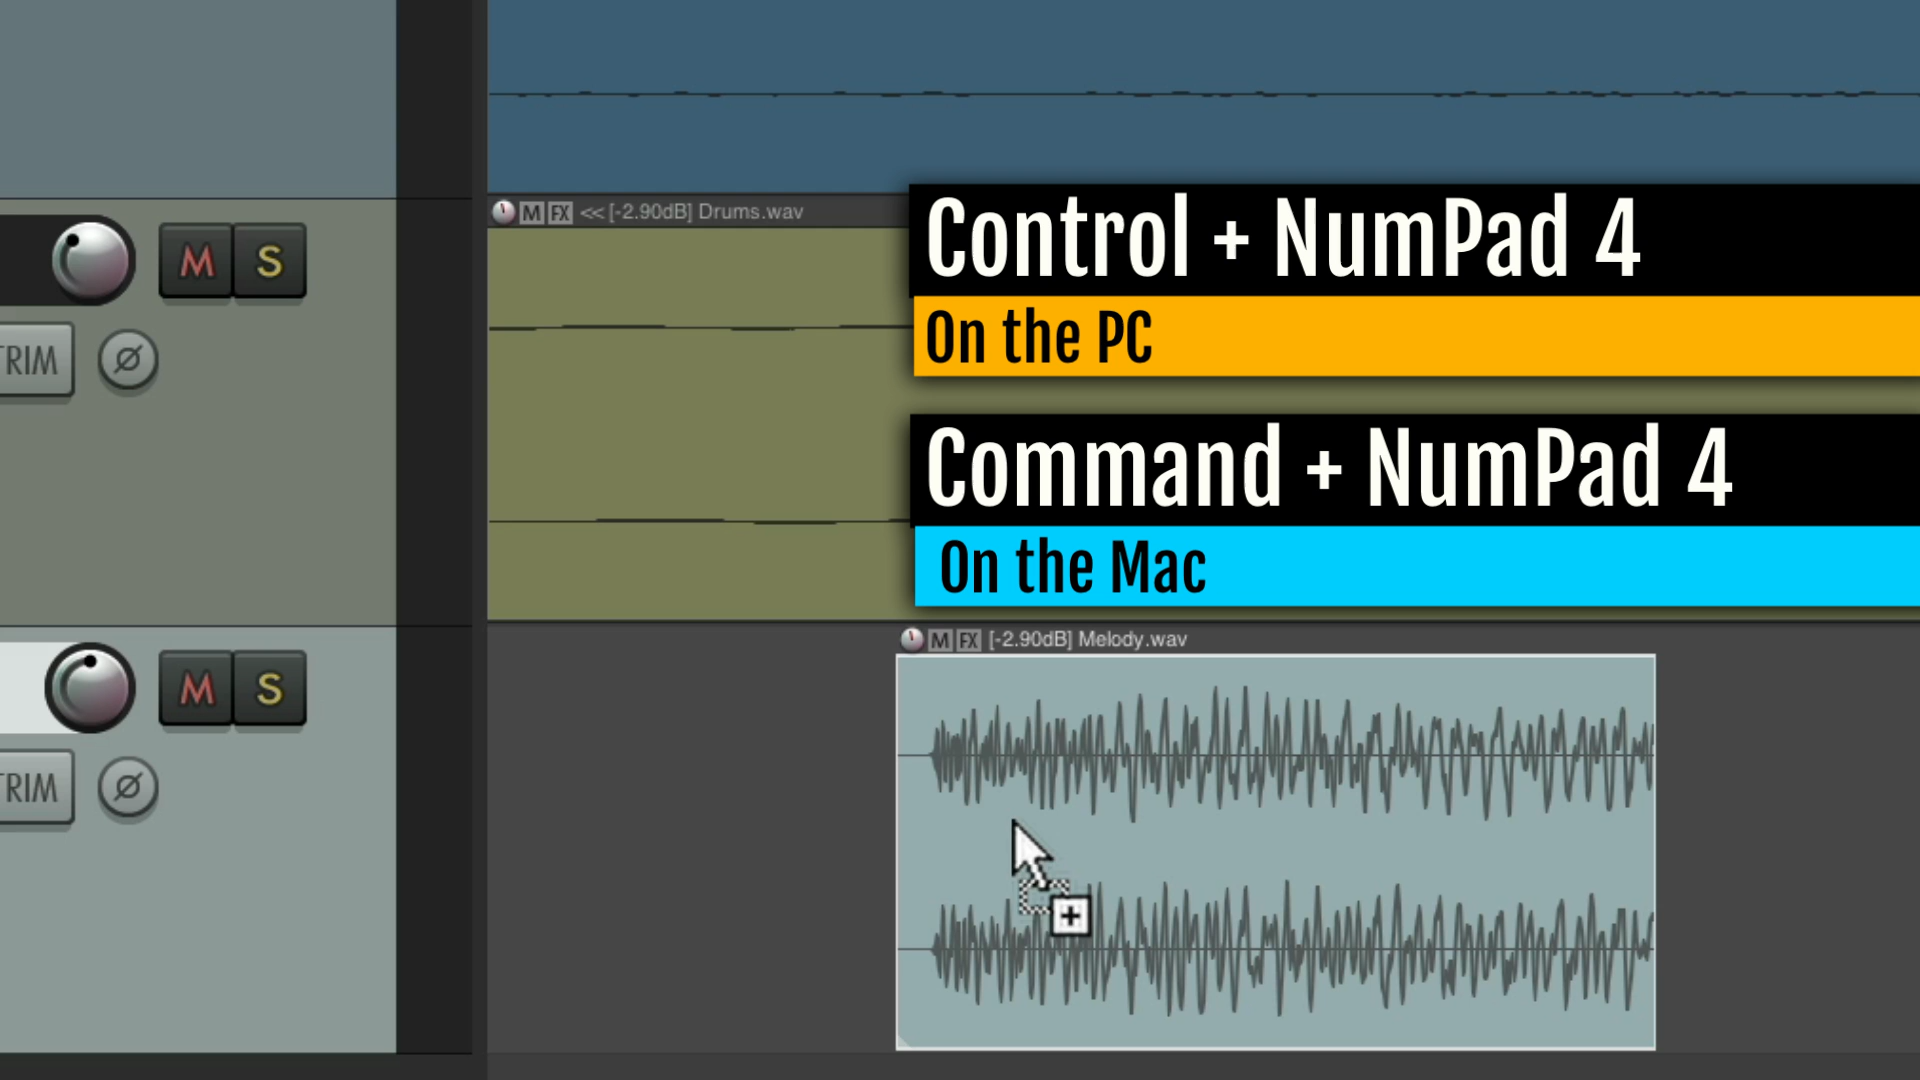 M FX << [-2.90dB] Drums.wav
Control + NumPad 4
M S
On the PC
TRIM Ø
Command + NumPad 4
On the Mac
M FX [-2.90dB] Melody.wav
M S
TRIM Ø